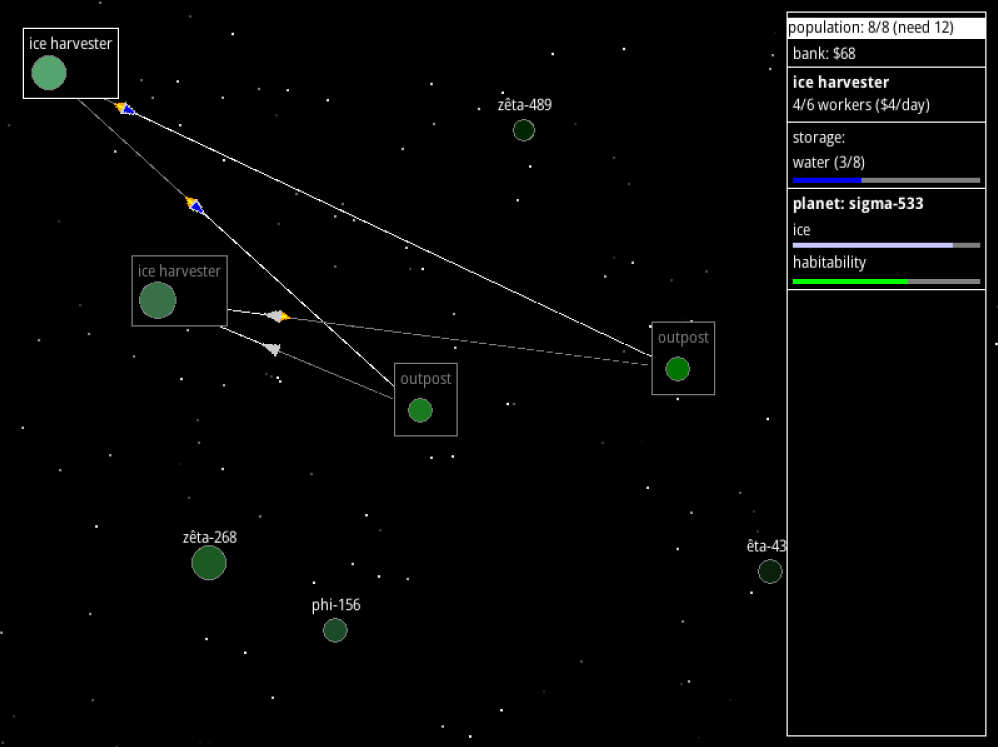 ice harvester
zêta-489
ice harvester
outpost
outpost
zêta-268
êta-43
phi-156
population: 8/8 (need 12)
bank: $68
ice harvester
4/6 workers ($4/day)
storage:
water (3/8)
planet: sigma-533
ice
habitability